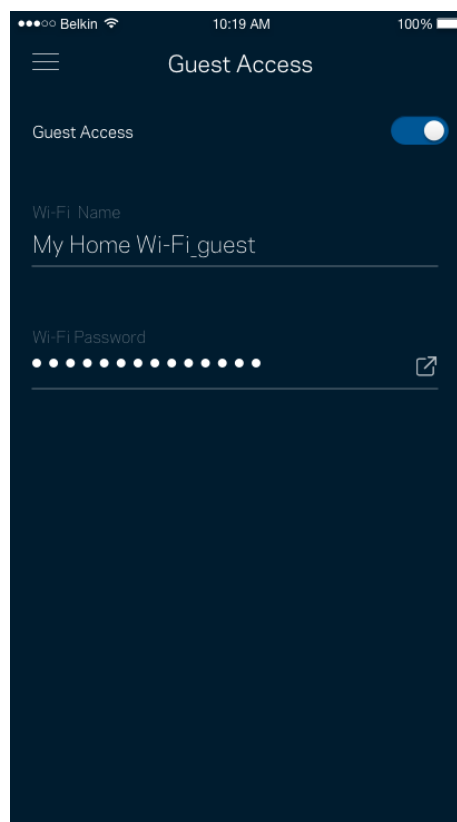 Belkin 10:19 AM 100%
Guest Access
Guest Access
Wi-Fi Name
My Home Wi-Fi_guest
Wi-Fi Password
●●●●●●●●●●●●●●